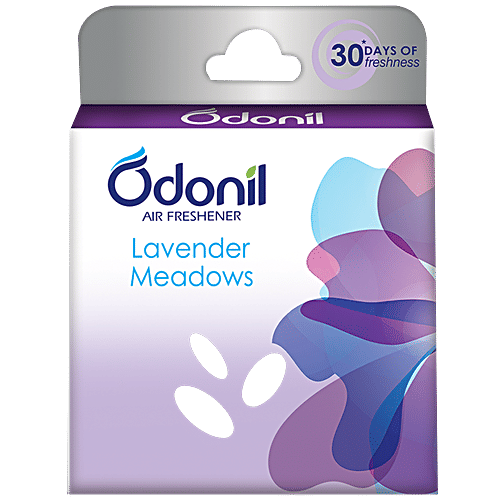 30* DAYS OF
freshness
Odonil
Odonil
AIR FRESHENER
Lavender
Meadows